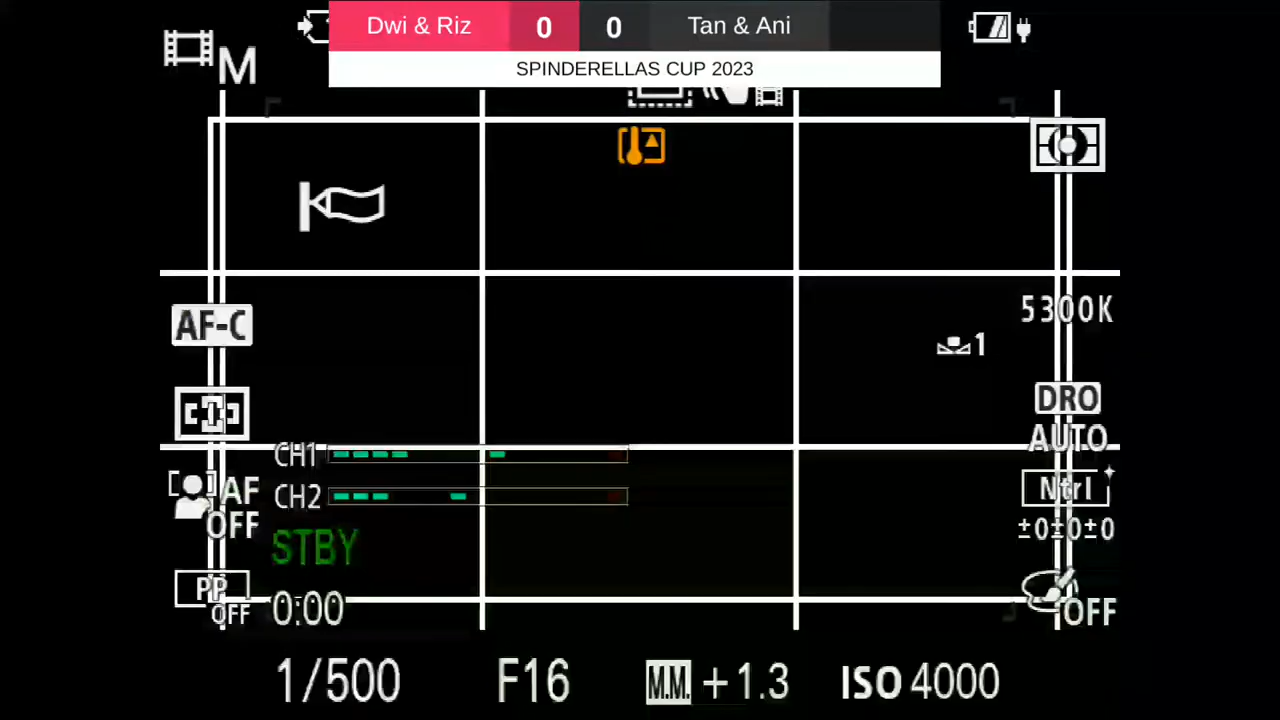 Dwi & Riz 0 0 Tan & Ani
SPINDERELLAS CUP 2023
M
5300K
1
AF-C
DRO
AUTO
CH1
CH2
AF
OFF
Ntrl
±0±0±0
STBY
PP
OFF
0:00
OFF
1/500 F16 M.M. +1.3 ISO 4000